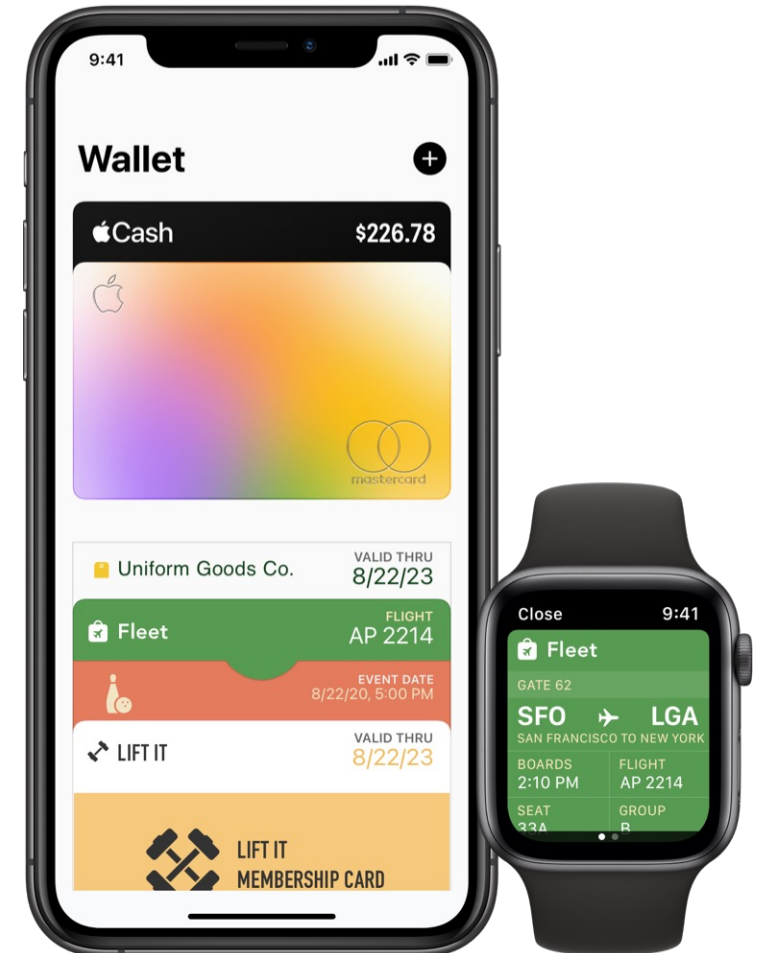 9:41
Wallet
Cash
$226.78
mastercard
Uniform Goods Co.
VALID THRU
8/22/23
Fleet
FLIGHT
AP 2214
EVENT DATE
8/22/20, 5:00 PM
LIFT IT
VALID THRU
8/22/23
LIFT IT
MEMBERSHIP CARD
Close
9:41
Fleet
GATE 62
SFO
LGA
SAN FRANCISCO TO NEW YORK
BOARDS
FLIGHT
2:10 PM
AP 2214
SEAT
GROUP
33A
B